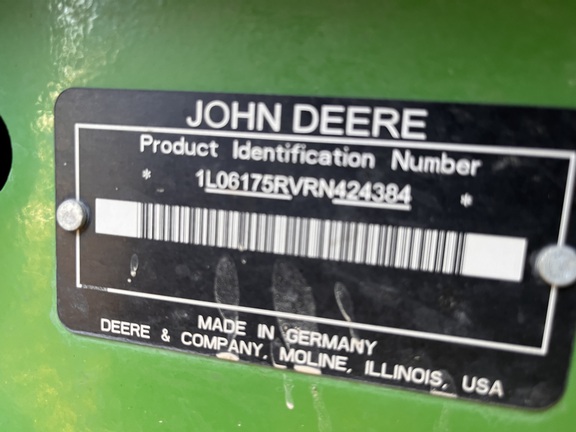 JOHN DEERE
Product Identification Number
* 1L06175RVRN424384 *
MADE IN GERMANY
DEERE & COMPANY, MOLINE, ILLINOIS, USA